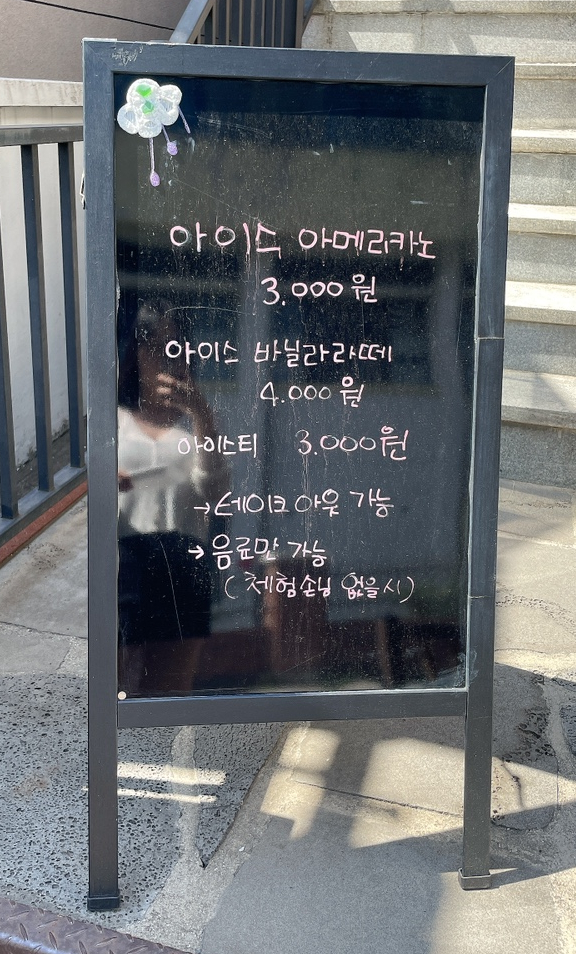 아이스 아메리카노
3.000원
아이스 바닐라라떼
4.000원
아이스티 3.000원
→테이크아웃 가능
→음료만 가능
(체험손님 없을시)